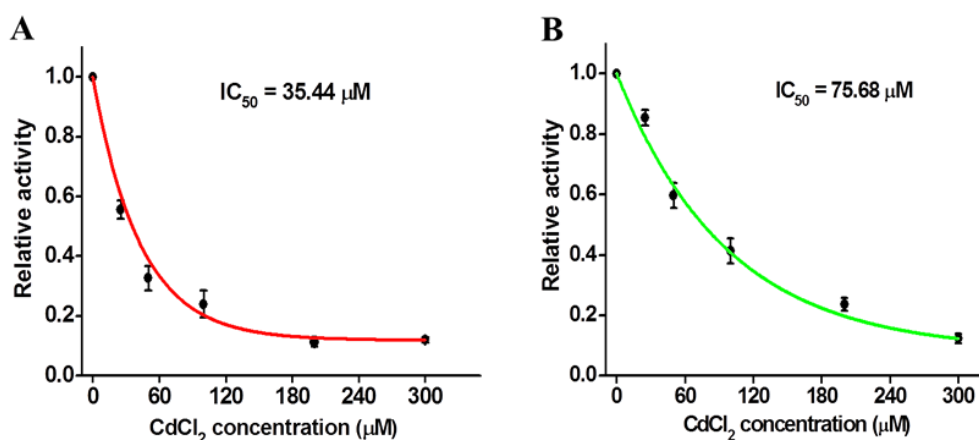 A
IC50 = 35.44 μM
Relative activity
1.0
0.8
0.6
0.4
0.2
0.0
0 60 120 180 240 300
CdCl2 concentration (μM)
B
IC50 = 75.68 μM
Relative activity
1.0
0.8
0.6
0.4
0.2
0.0
0 60 120 180 240 300
CdCl2 concentration (μM)